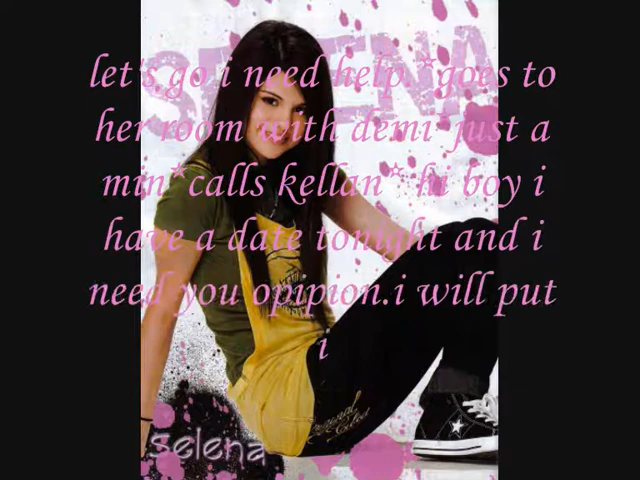 SELENA
let's go i need help *goes to
her room with demi*just a
min*calls kellan* hi boy i
have a date tonight and i
need you opipion.i will put
i
selena